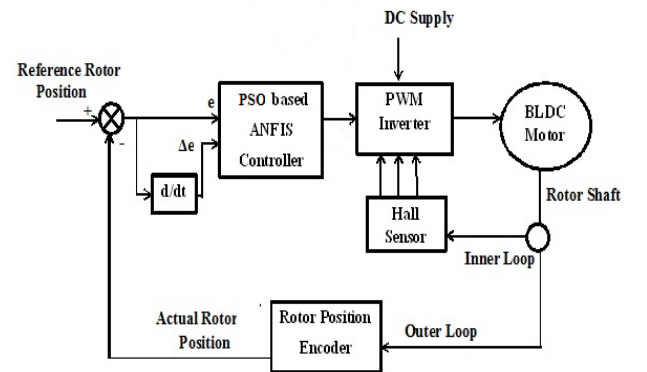 DC Supply
Reference Rotor
Position
+
-
e
Δe
d/dt
PSO based
ANFIS
Controller
PWM
Inverter
BLDC
Motor
Rotor Shaft
Hall
Sensor
Inner Loop
Actual Rotor
Position
Rotor Position
Encoder
Outer Loop